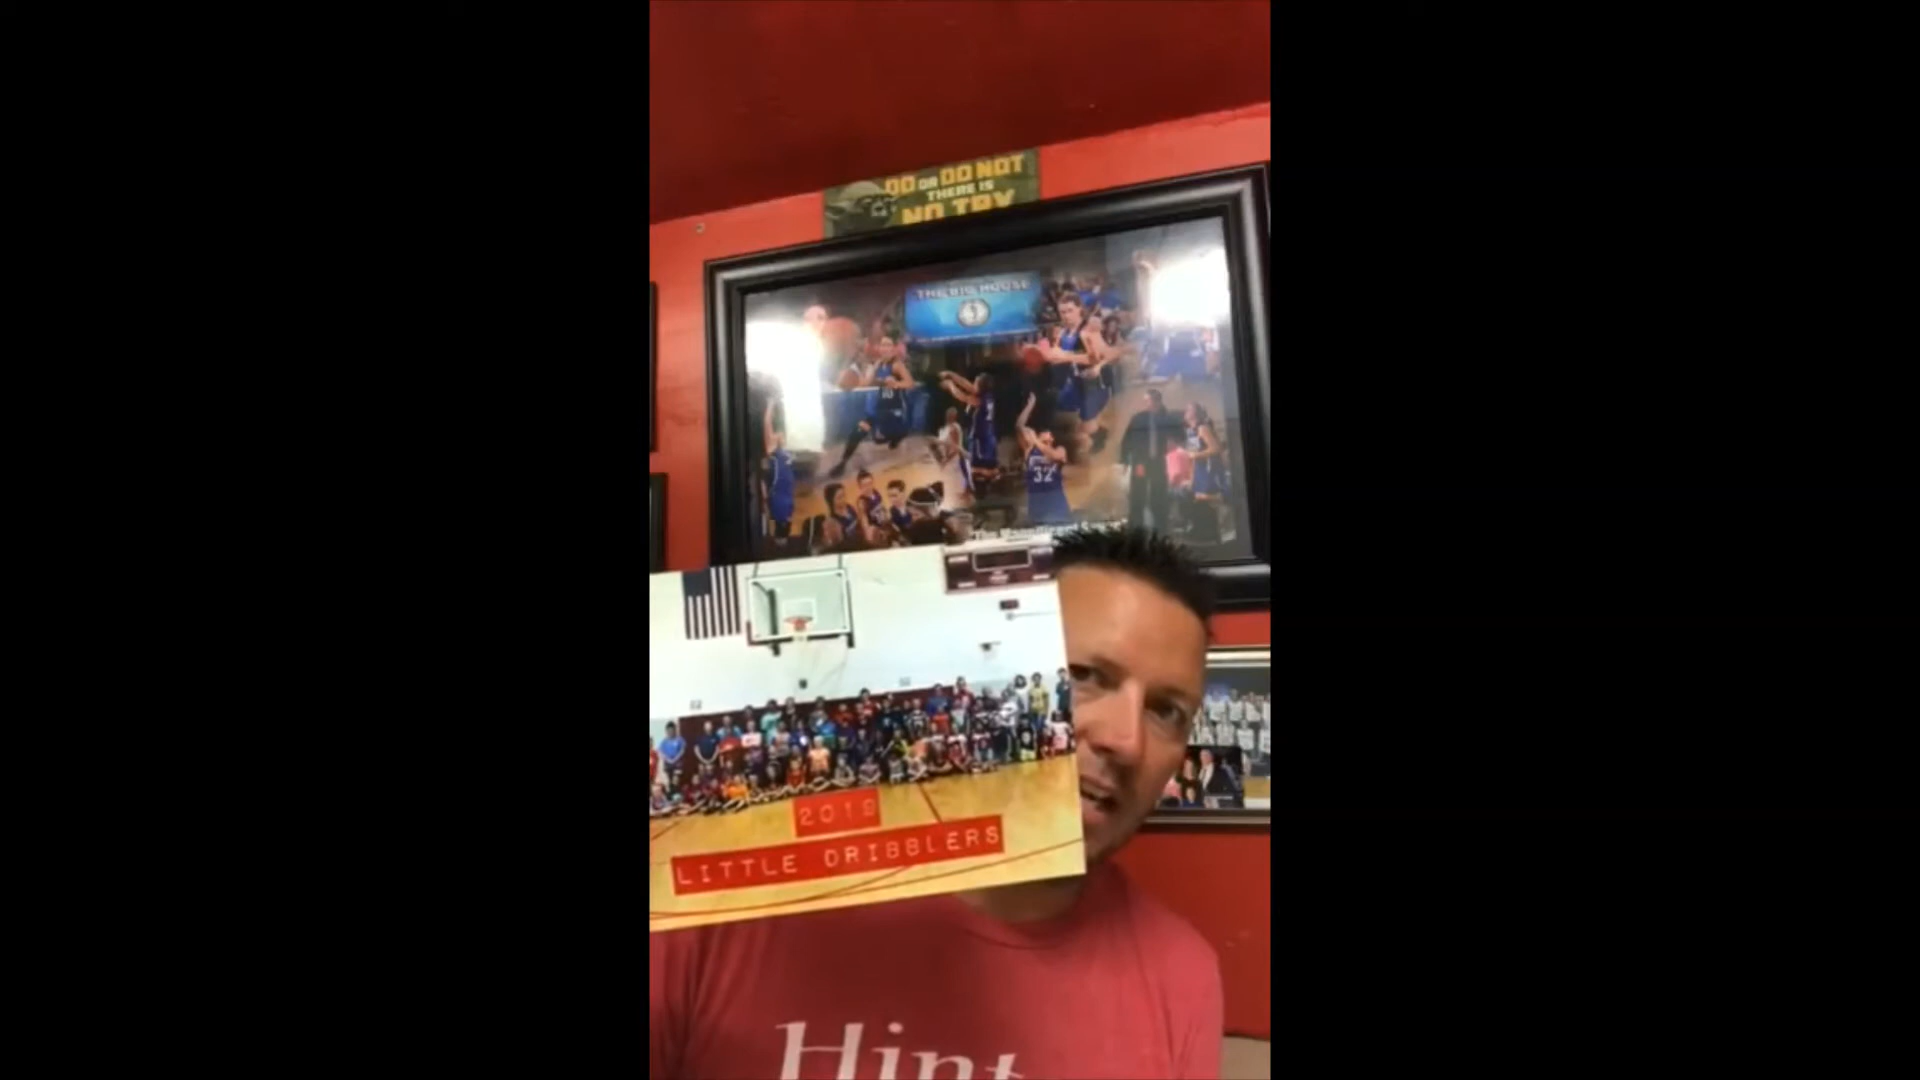 DO OR DO NOT
THERE IS
NO TRY
THE BIG HOUSE
32
2019
LITTLE DRIBBLERS
Hint